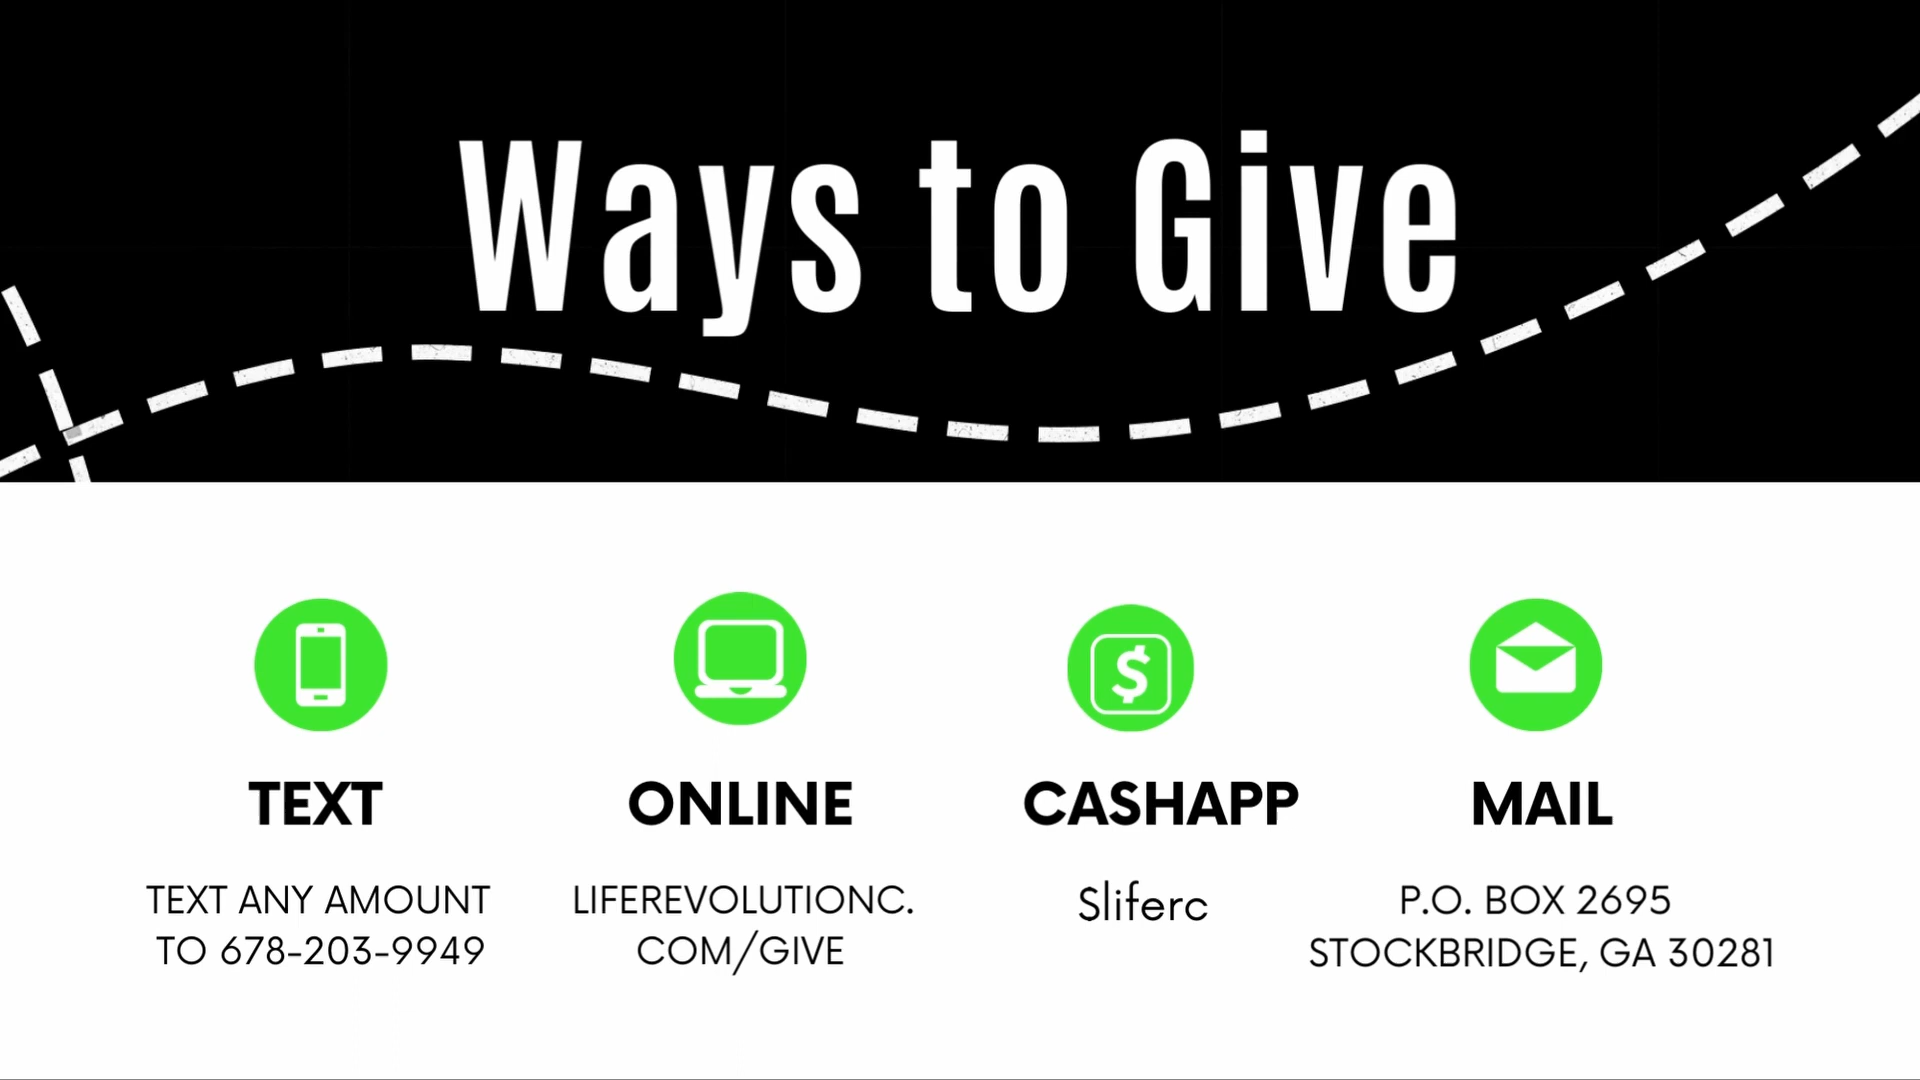 Ways to Give
TEXT
TEXT ANY AMOUNT
TO 678-203-9949
ONLINE
LIFEREVOLUTIONC.
COM/GIVE
CASHAPP
Sliferc
MAIL
P.O. BOX 2695
STOCKBRIDGE, GA 30281